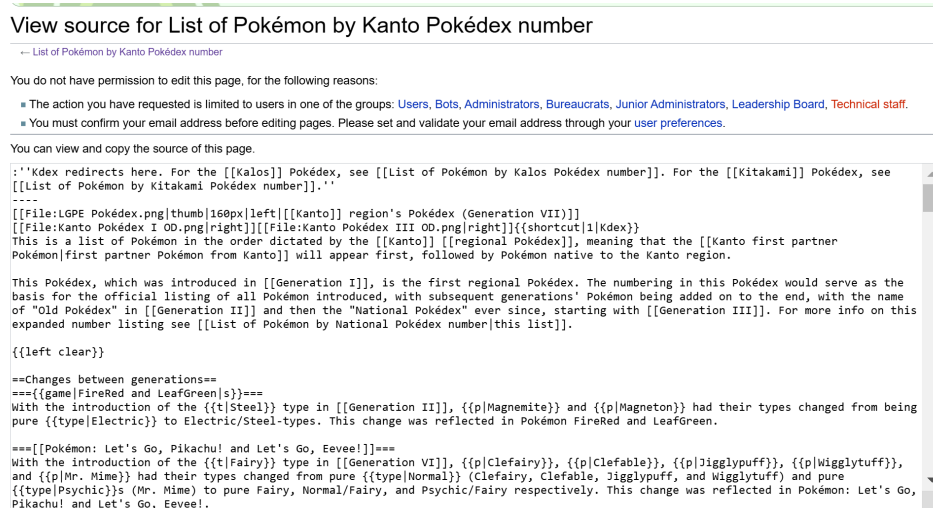 View source for List of Pokémon by Kanto Pokédex number
← List of Pokémon by Kanto Pokédex number
You do not have permission to edit this page, for the following reasons:
The action you have requested is limited to users in one of the groups: Users, Bots, Administrators, Bureaucrats, Junior Administrators, Leadership Board, Technical staff.
You must confirm your email address before editing pages. Please set and validate your email address through your user preferences.
You can view and copy the source of this page.
:''Kdex redirects here. For the [[Kalos]] Pokédex, see [[List of Pokémon by Kalos Pokédex number]]. For the [[Kitakami]] Pokédex, see
[[List of Pokémon by Kitakami Pokédex number]].''
----
[[File:LGPE Pokédex.png|thumb|160px|left|[[Kanto]] region's Pokédex (Generation VII)]]
[[File:Kanto Pokédex I OD.png|right]][[File:Kanto Pokédex III OD.png|right]]{{shortcut|1|Kdex}}
This is a list of Pokémon in the order dictated by the [[Kanto]] [[regional Pokédex]], meaning that the [[Kanto first partner
Pokémon|first partner Pokémon from Kanto]] will appear first, followed by Pokémon native to the Kanto region.
This Pokédex, which was introduced in [[Generation I]], is the first regional Pokédex. The numbering in this Pokédex would serve as the
basis for the official listing of all Pokémon introduced, with subsequent generations' Pokémon being added on to the end, with the name
of "Old Pokédex" in [[Generation II]] and then the "National Pokédex" ever since, starting with [[Generation III]]. For more info on this
expanded number listing see [[List of Pokémon by National Pokédex number|this list]].
{{left clear}}
==Changes between generations==
==={{game|FireRed and LeafGreen|s}}===
With the introduction of the {{t|Steel}} type in [[Generation II]], {{p|Magnemite}} and {{p|Magneton}} had their types changed from being
pure {{type|Electric}} to Electric/Steel-types. This change was reflected in Pokémon FireRed and LeafGreen.
===[[Pokémon: Let's Go, Pikachu! and Let's Go, Eevee!]]===
With the introduction of the {{t|Fairy}} type in [[Generation VI]], {{p|Clefairy}}, {{p|Clefable}}, {{p|Jigglypuff}}, {{p|Wigglytuff}},
and {{p|Mr. Mime}} had their types changed from pure {{type|Normal}} (Clefairy, Clefable, Jigglypuff, and Wigglytuff) and pure
{{type|Psychic}}s (Mr. Mime) to pure Fairy, Normal/Fairy, and Psychic/Fairy respectively. This change was reflected in Pokémon: Let's Go,
Pikachu! and Let's Go, Eevee!.